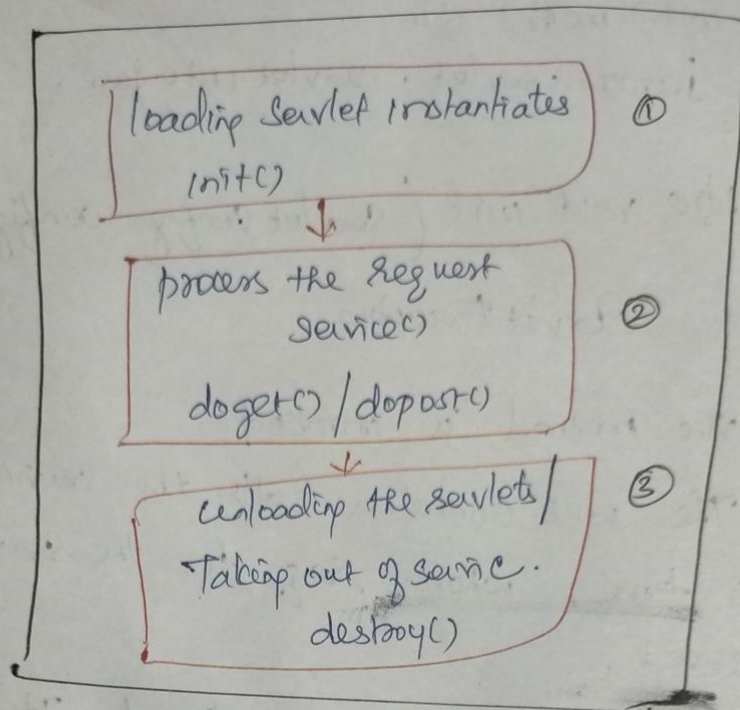 loading Servlet instantiates
init()
①
process the request
service()
doget() / dopost()
②
unloading the servlets /
Taking out of servic.
destroy()
③